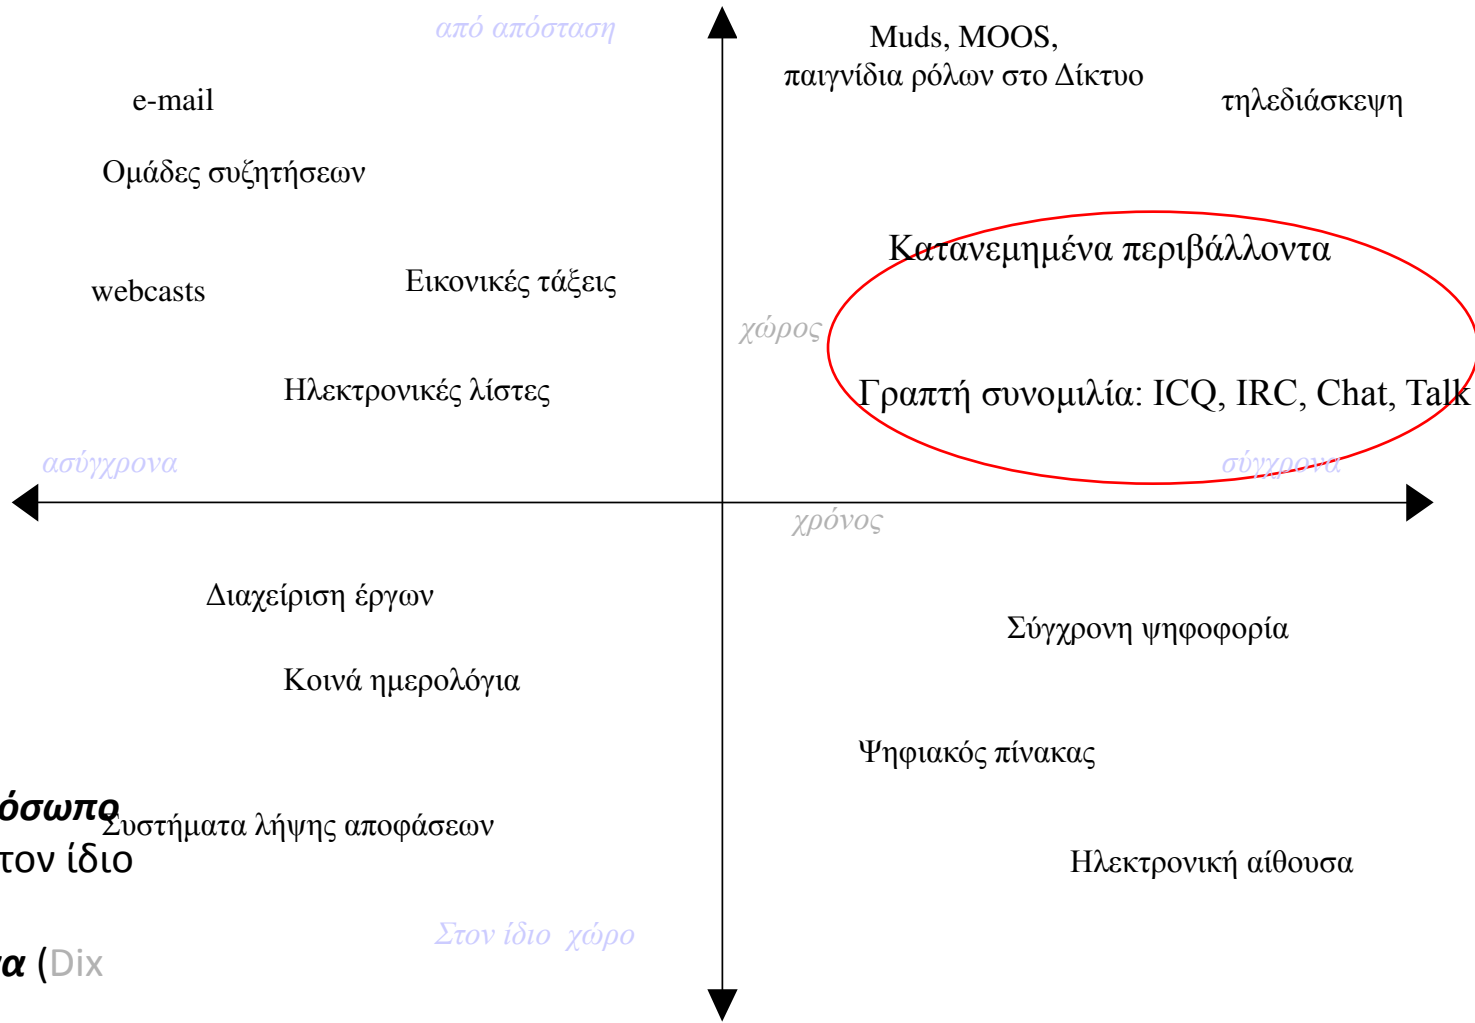 από απόσταση
Muds, MOOS,
παιγνίδια ρόλων στο Δίκτυο
e-mail
τηλεδιάσκεψη
Ομάδες συζητήσεων
Κατανεμημένα περιβάλλοντα
webcasts
Εικονικές τάξεις
χώρος
Ηλεκτρονικές λίστες
Γραπτή συνομιλία: ICQ, IRC, Chat, Talk
ασύγχρονα
σύγχρονα
χρόνος
Διαχείριση έργων
Σύγχρονη ψηφοφορία
Κοινά ημερολόγια
Ψηφιακός πίνακας
όσωπο
Συστήματα λήψης αποφάσεων
τον ίδιο
Ηλεκτρονική αίθουσα
Στον ίδιο χώρο
α (Dix